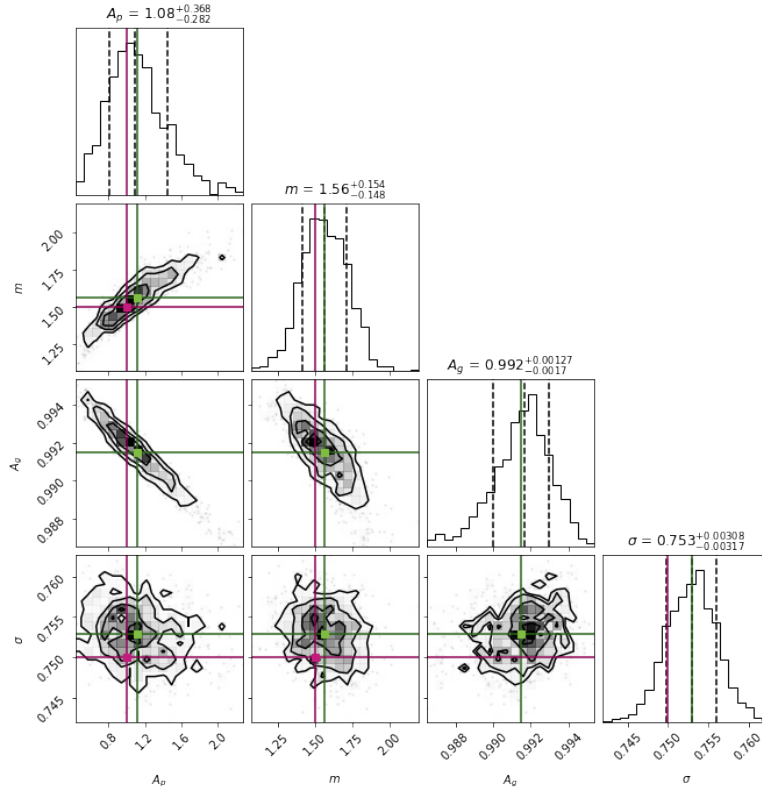 A_p = 1.08^{+0.368}_{-0.282}
m = 1.56^{+0.154}_{-0.148}
m
2.00
1.75
1.50
1.25
A_g = 0.992^{+0.00127}_{-0.0017}
A_g
0.994
0.992
0.990
0.988
σ = 0.753^{+0.00308}_{-0.00317}
σ
0.760
0.755
0.750
0.745
0.8 1.2 1.6 2.0
1.25 1.50 1.75 2.00
0.988 0.990 0.992 0.994
0.745 0.750 0.755 0.760
A_p m A_g σ